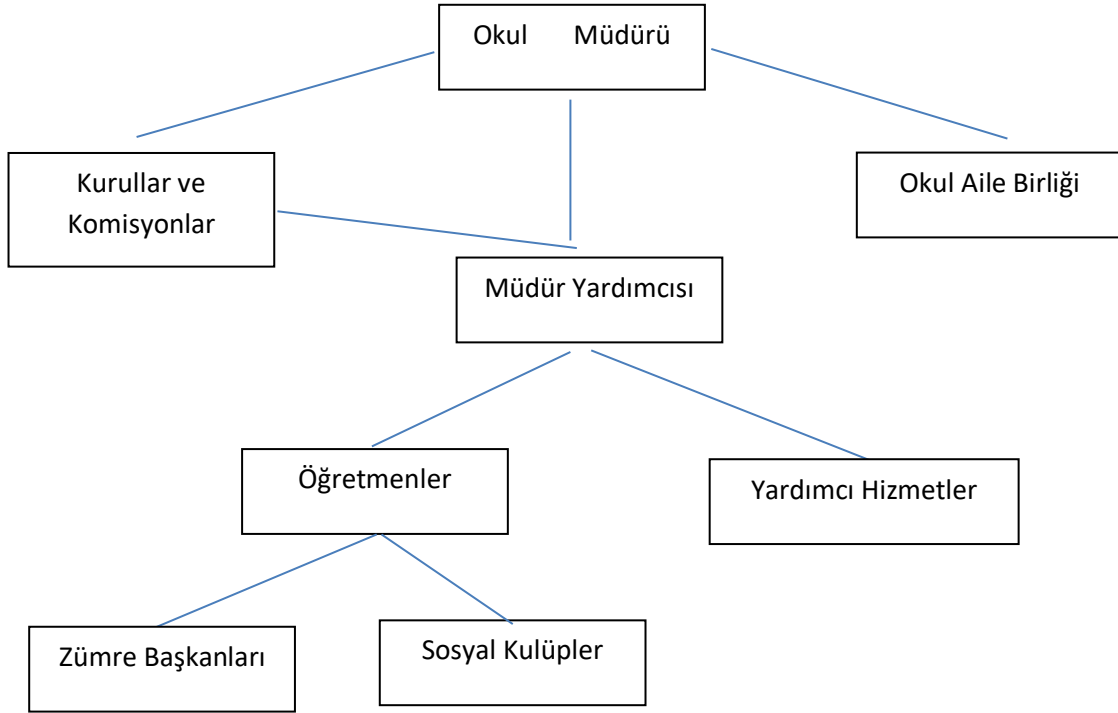 Okul Müdürü
Kurullar ve
Komisyonlar
Okul Aile Birliği
Müdür Yardımcısı
Öğretmenler
Yardımcı Hizmetler
Zümre Başkanları
Sosyal Kulüpler